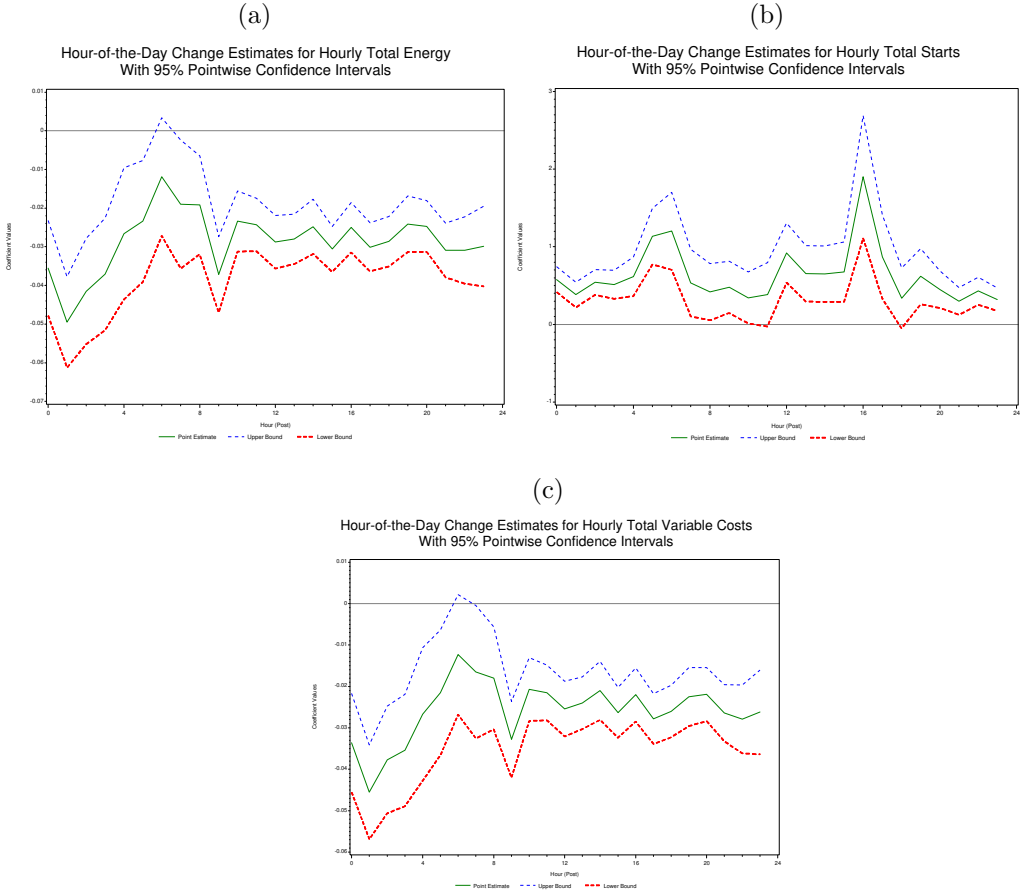 (a)
Hour-of-the-Day Change Estimates for Hourly Total Energy
With 95% Pointwise Confidence Intervals
Coefficient Values
0.01
0
-0.01
-0.02
-0.03
-0.04
-0.05
-0.06
-0.07
0 4 8 12 16 20 24
Hour (Post)
Point Estimate Upper Bound Lower Bound
(b)
Hour-of-the-Day Change Estimates for Hourly Total Starts
With 95% Pointwise Confidence Intervals
Coefficient Values
3
2
1
0
-1
0 4 8 12 16 20 24
Hour (Post)
Point Estimate Upper Bound Lower Bound
(c)
Hour-of-the-Day Change Estimates for Hourly Total Variable Costs
With 95% Pointwise Confidence Intervals
Coefficient Values
0.01
0
-0.01
-0.02
-0.03
-0.04
-0.05
-0.06
0 4 8 12 16 20 24
Hour (Post)
Point Estimate Upper Bound Lower Bound